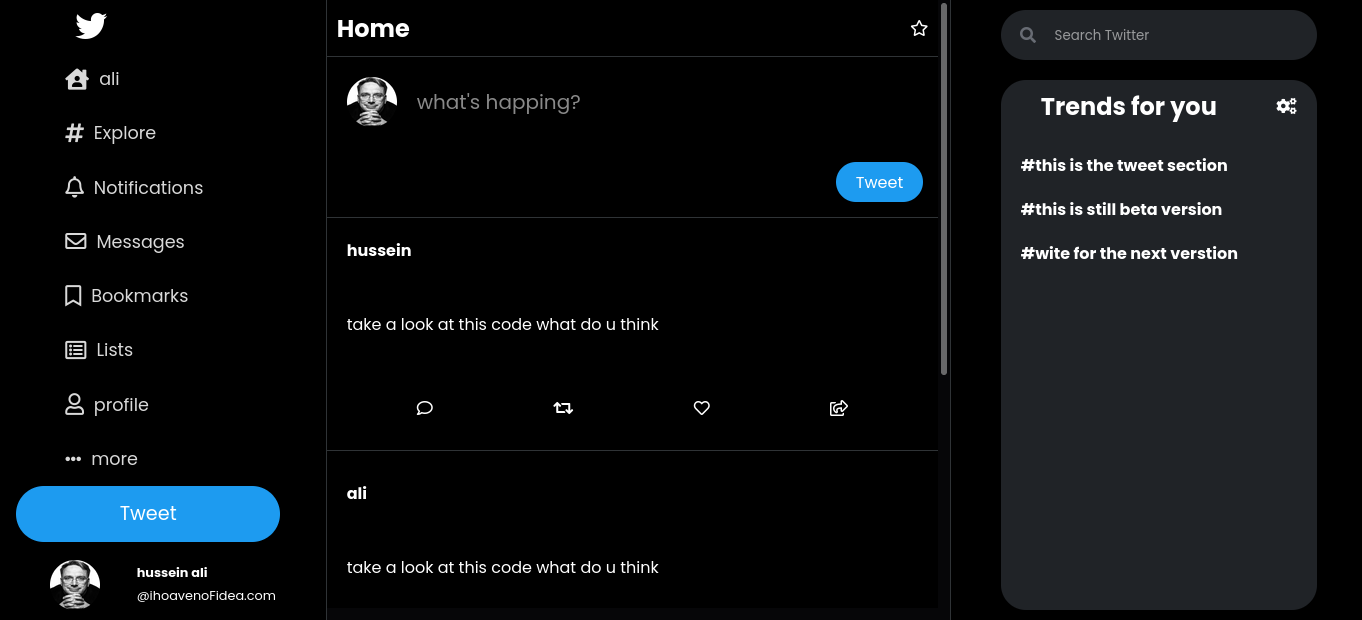 ali
Explore
Notifications
Messages
Bookmarks
Lists
profile
more
Tweet
hussein ali
@ihoavenoFidea.com
Home
what's happing?
Tweet
hussein
take a look at this code what do u think
ali
take a look at this code what do u think
Search Twitter
Trends for you
#this is the tweet section
#this is still beta version
#wite for the next verstion